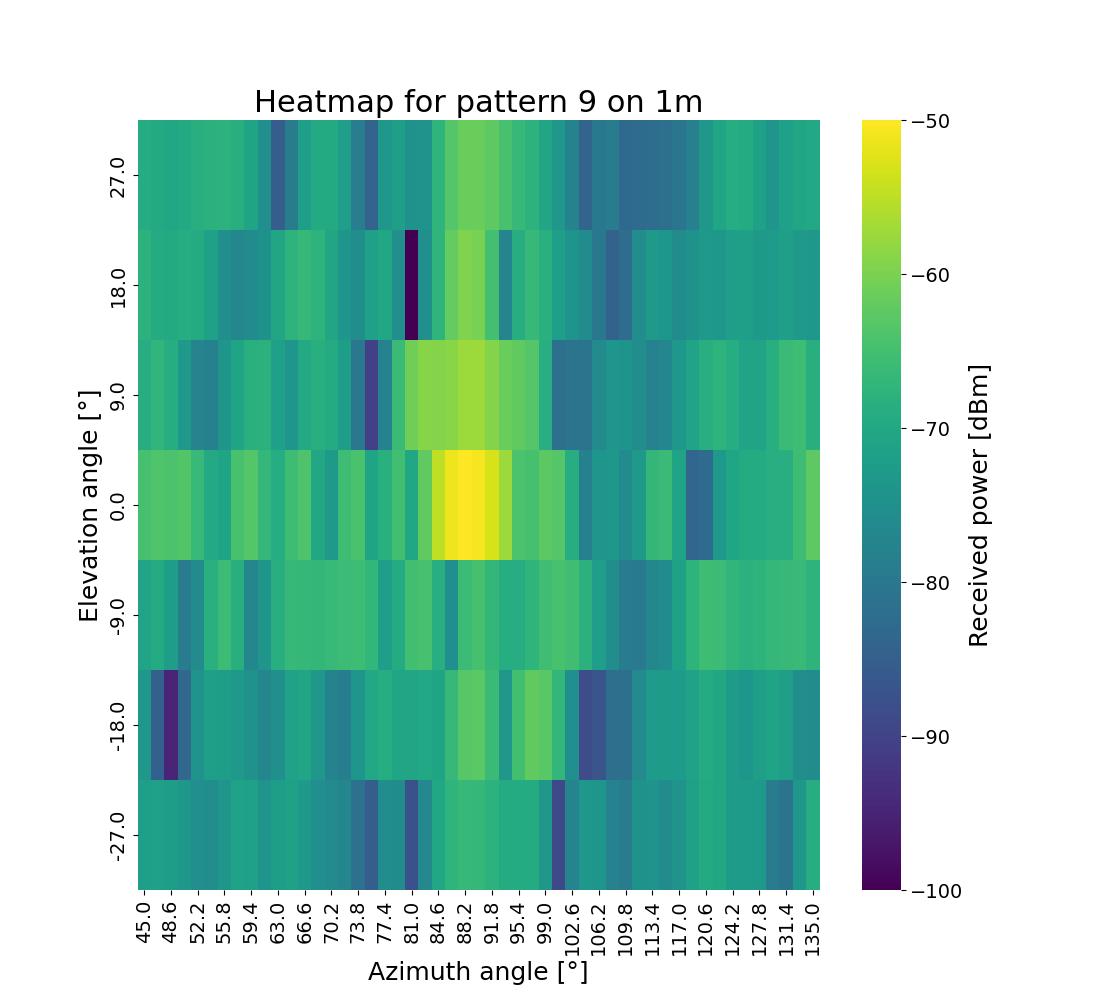 Heatmap for pattern 9 on 1m
Elevation angle [°]
27.0
18.0
9.0
0.0
-9.0
-18.0
-27.0
45.0 48.6 52.2 55.8 59.4 63.0 66.6 70.2 73.8 77.4 81.0 84.6 88.2 91.8 95.4 99.0 102.6 106.2 109.8 113.4 117.0 120.6 124.2 127.8 131.4 135.0
Azimuth angle [°]
−50
−60
−70
−80
−90
−100
Received power [dBm]